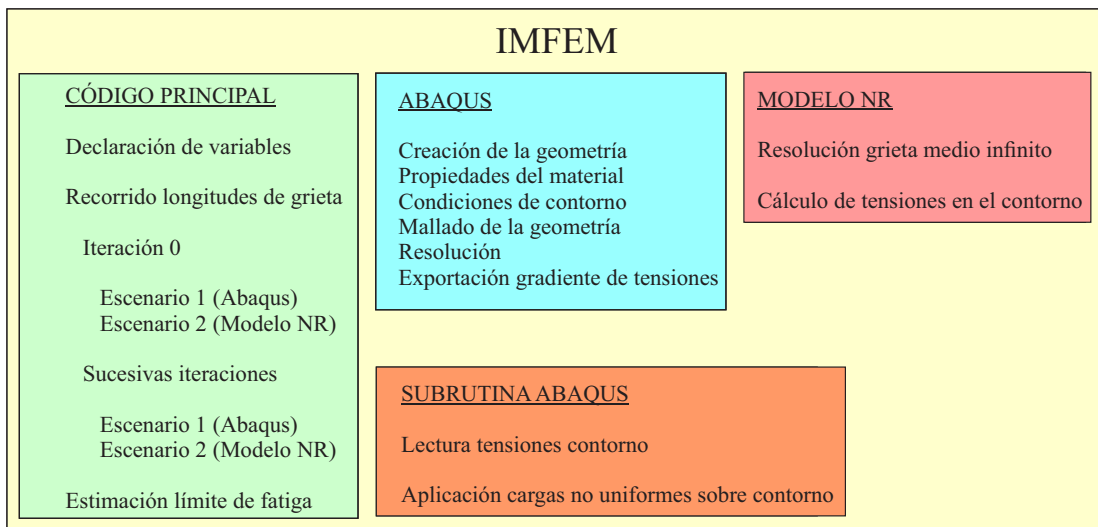 IMFEM
CÓDIGO PRINCIPAL
Declaración de variables
Recorrido longitudes de grieta
Iteración 0
Escenario 1 (Abaqus)
Escenario 2 (Modelo NR)
Sucesivas iteraciones
Escenario 1 (Abaqus)
Escenario 2 (Modelo NR)
Estimación límite de fatiga
ABAQUS
Creación de la geometría
Propiedades del material
Condiciones de contorno
Mallado de la geometría
Resolución
Exportación gradiente de tensiones
MODELO NR
Resolución grieta medio infinito
Cálculo de tensiones en el contorno
SUBRUTINA ABAQUS
Lectura tensiones contorno
Aplicación cargas no uniformes sobre contorno